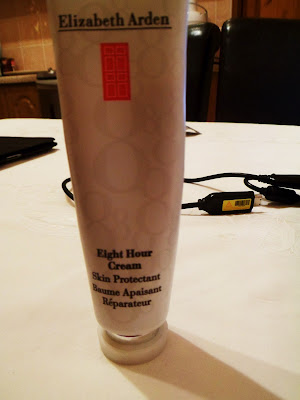 Elizabeth Arden
Eight Hour
Cream
Skin Protectant
Baume Apaisant
Réparateur